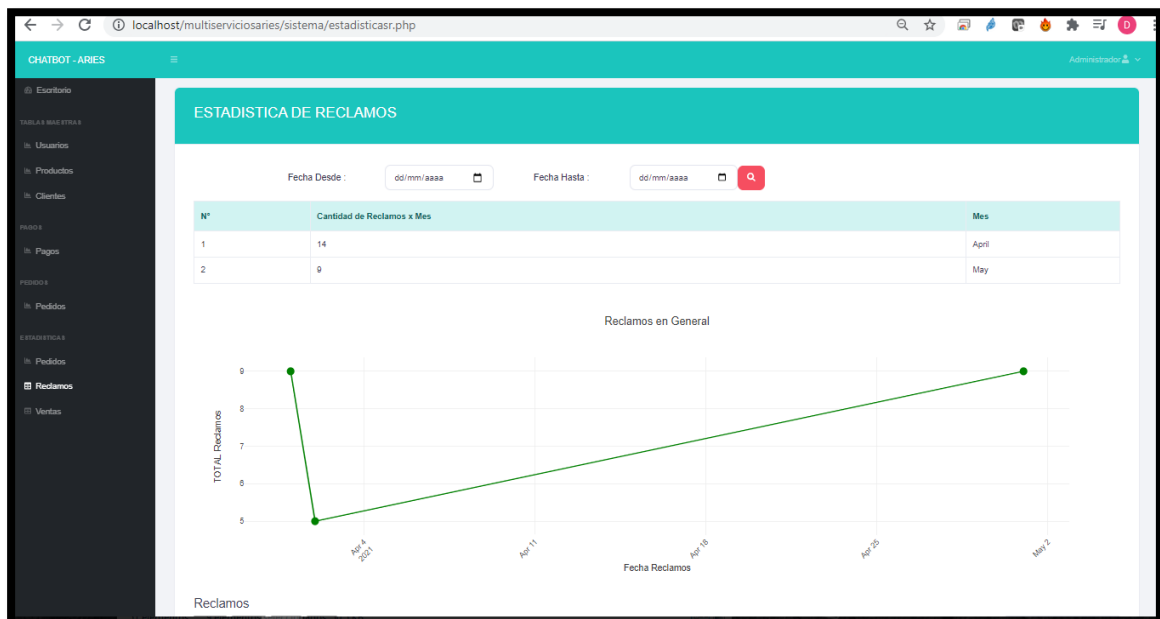 localhost/multiserviciosaries/sistema/estadisticasr.php
D
CHATBOT - ARIES
Administrador
Escritorio
TABLAS MAESTRAS
Usuarios
Productos
Clientes
PAGOS
Pagos
PEDIDOS
Pedidos
ESTADISTICAS
Pedidos
Reclamos
Ventas
ESTADISTICA DE RECLAMOS
Fecha Desde : dd/mm/aaaa Fecha Hasta : dd/mm/aaaa
N° Cantidad de Reclamos x Mes Mes
1 14 April
2 9 May
Reclamos en General
TOTAL Reclamos
9
8
7
6
5
Apr 4 Apr 11 Apr 18 Apr 25 May 2
2021
Fecha Reclamos
Reclamos